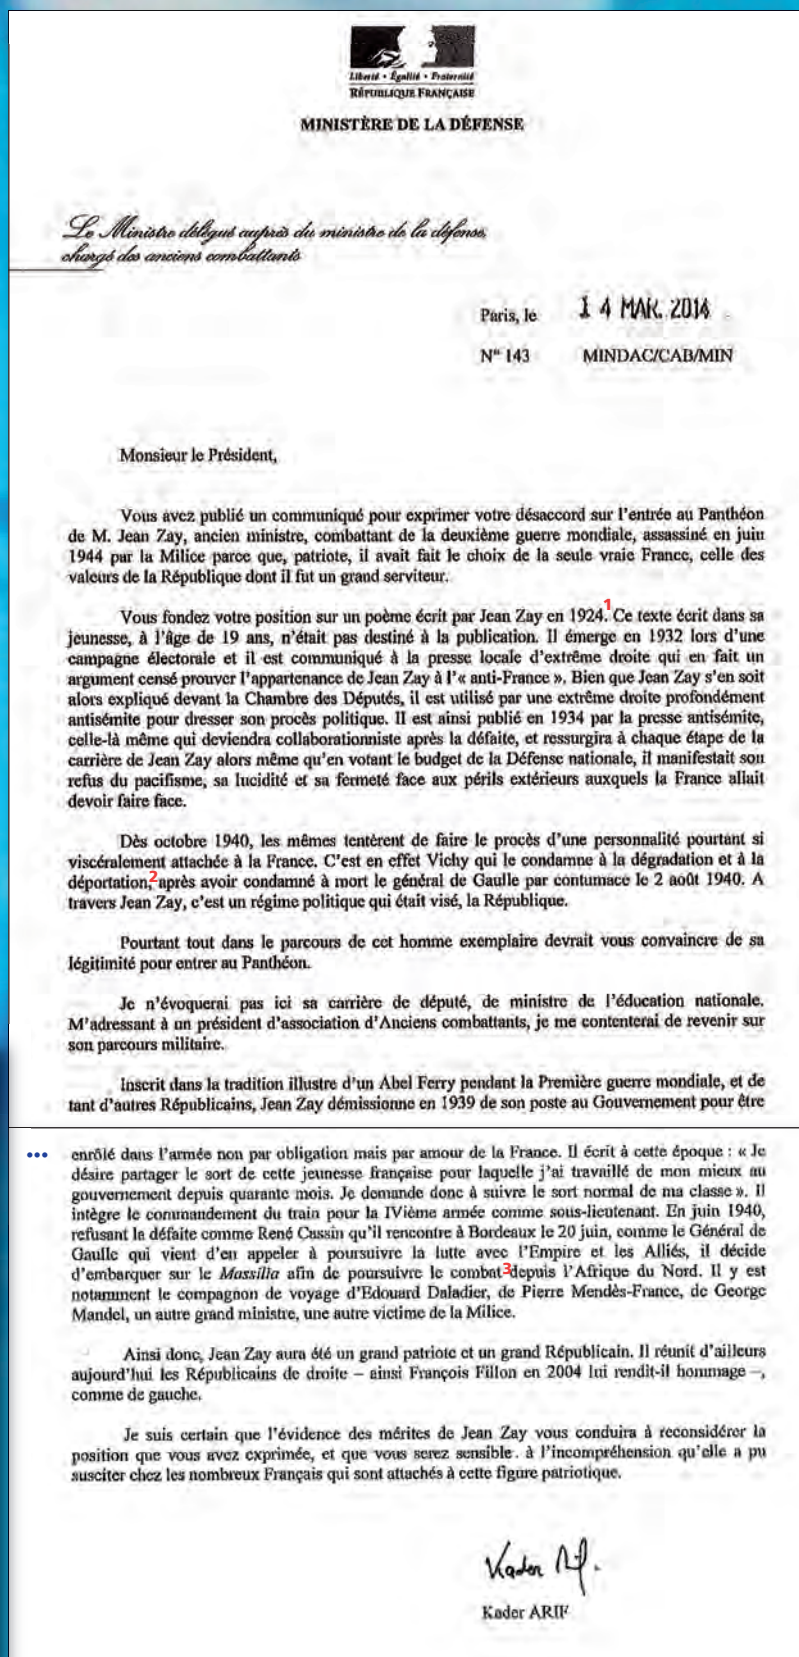 Liberté • Égalité • Fraternité
RÉPUBLIQUE FRANÇAISE
MINISTÈRE DE LA DÉFENSE
Le Ministre délégué auprès du ministre de la défense,
chargé des anciens combattants
Paris, le 14 MAR. 2014
N° 143 MINDAC/CAB/MIN
Monsieur le Président,
Vous avez publié un communiqué pour exprimer votre désaccord sur l'entrée au Panthéon
de M. Jean Zay, ancien ministre, combattant de la deuxième guerre mondiale, assassiné en juin
1944 par la Milice parce que, patriote, il avait fait le choix de la seule vraie France, celle des
valeurs de la République dont il fut un grand serviteur.
Vous fondez votre position sur un poème écrit par Jean Zay en 1924.1 Ce texte écrit dans sa
jeunesse, à l'âge de 19 ans, n'était pas destiné à la publication. Il émerge en 1932 lors d'une
campagne électorale et il est communiqué à la presse locale d'extrême droite qui en fait un
argument censé prouver l'appartenance de Jean Zay à l'« anti-France ». Bien que Jean Zay s'en soit
alors expliqué devant la Chambre des Députés, il est utilisé par une extrême droite profondément
antisémite pour dresser son procès politique. Il est ainsi publié en 1934 par la presse antisémite,
celle-là même qui deviendra collaborationniste après la défaite, et ressurgira à chaque étape de la
carrière de Jean Zay alors même qu'en votant le budget de la Défense nationale, il manifestait son
refus du pacifisme, sa lucidité et sa fermeté face aux périls extérieurs auxquels la France allait
devoir faire face.
Dès octobre 1940, les mêmes tentèrent de faire le procès d'une personnalité pourtant si
viscéralement attachée à la France. C'est en effet Vichy qui le condamne à la dégradation et à la
déportation,2 après avoir condamné à mort le général de Gaulle par contumace le 2 août 1940. A
travers Jean Zay, c'est un régime politique qui était visé, la République.
Pourtant tout dans le parcours de cet homme exemplaire devrait vous convaincre de sa
légitimité pour entrer au Panthéon.
Je n'évoquerai pas ici sa carrière de député, de ministre de l'éducation nationale.
M'adressant à un président d'association d'Anciens combattants, je me contenterai de revenir sur
son parcours militaire.
Inscrit dans la tradition illustre d'un Abel Ferry pendant la Première guerre mondiale, et de
tant d'autres Républicains, Jean Zay démissionne en 1939 de son poste au Gouvernement pour être
••• enrôlé dans l'armée non par obligation mais par amour de la France. Il écrit à cette époque : « Je
désire partager le sort de cette jeunesse française pour laquelle j'ai travaillé de mon mieux au
gouvernement depuis quarante mois. Je demande donc à suivre le sort normal de ma classe ». Il
intègre le commandement du train pour la IVième armée comme sous-lieutenant. En juin 1940,
refusant la défaite comme René Cassin qu'il rencontre à Bordeaux le 20 juin, comme le Général de
Gaulle qui vient d'en appeler à poursuivre la lutte avec l'Empire et les Alliés, il décide
d'embarquer sur le Massilia afin de poursuivre le combat3 depuis l'Afrique du Nord. Il y est
notamment le compagnon de voyage d'Edouard Daladier, de Pierre Mendès-France, de George
Mandel, un autre grand ministre, une autre victime de la Milice.
Ainsi donc, Jean Zay aura été un grand patriote et un grand Républicain. Il réunit d'ailleurs
aujourd'hui les Républicains de droite – ainsi François Fillon en 2004 lui rendit-il hommage –,
comme de gauche.
Je suis certain que l'évidence des mérites de Jean Zay vous conduira à reconsidérer la
position que vous avez exprimée, et que vous serez sensible. à l'incompréhension qu'elle a pu
susciter chez les nombreux Français qui sont attachés à cette figure patriotique.
Kader Arif.
Kader ARIF